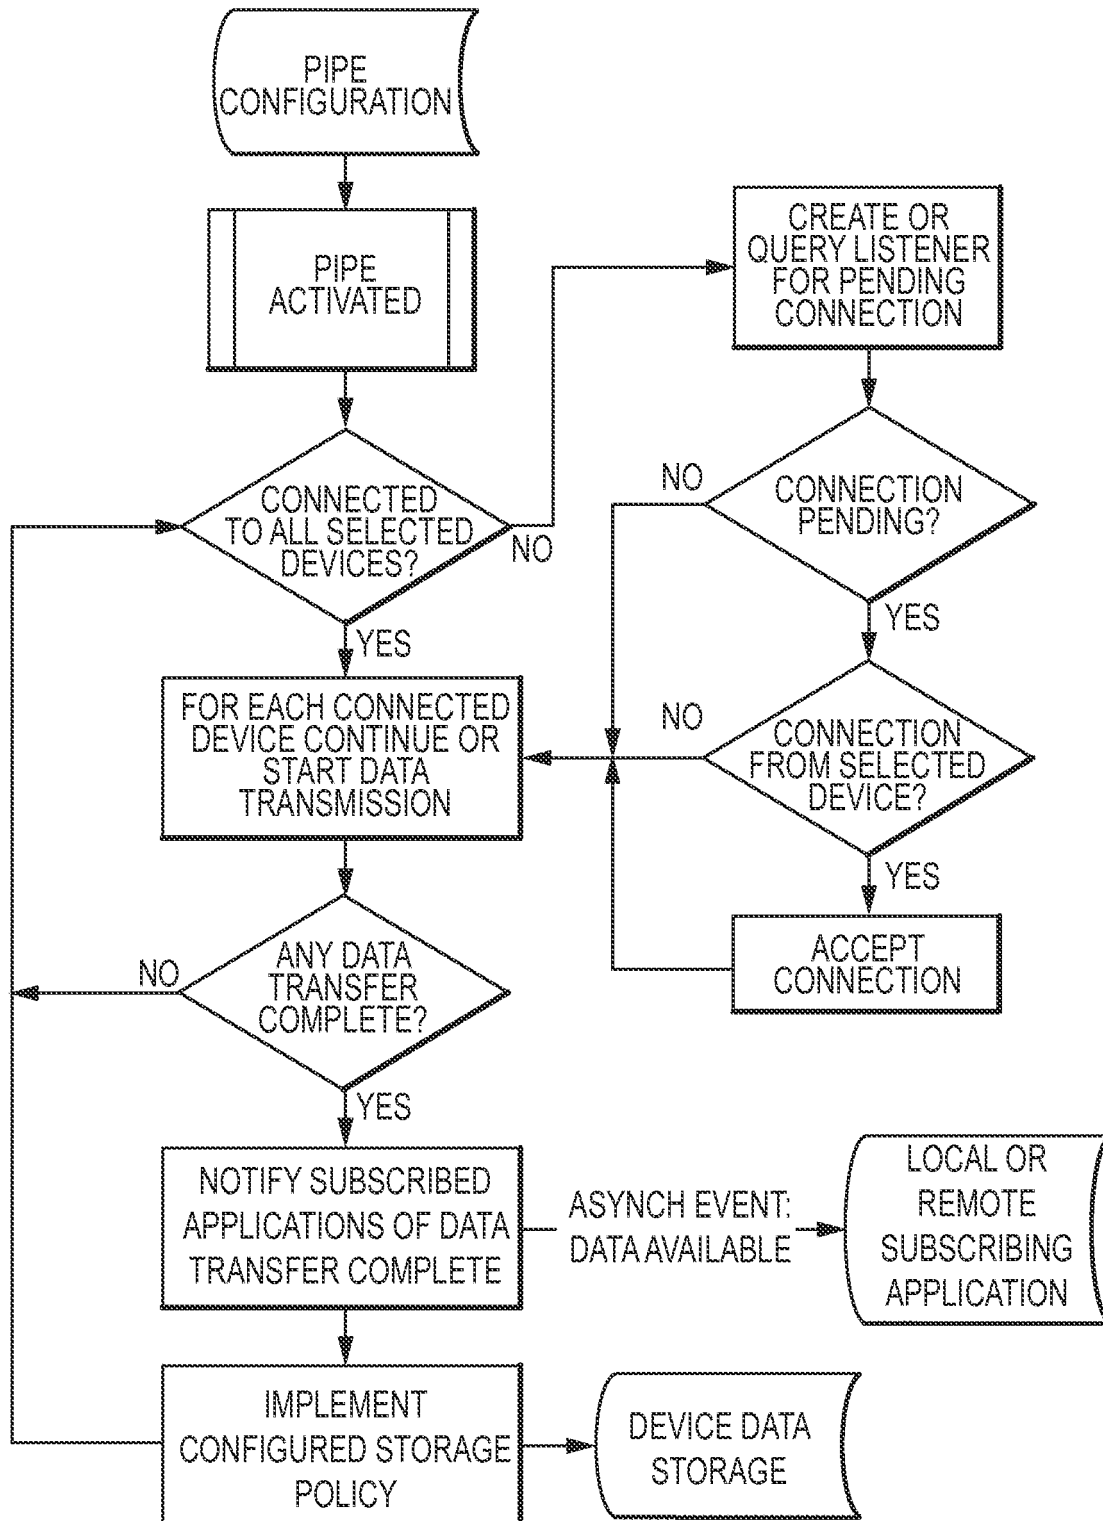 PIPE
CONFIGURATION
PIPE
ACTIVATED
CREATE OR
QUERY LISTENER
FOR PENDING
CONNECTION
CONNECTED
TO ALL SELECTED
DEVICES?
NO
YES
NO
CONNECTION
PENDING?
YES
FOR EACH CONNECTED
DEVICE CONTINUE OR
START DATA
TRANSMISSION
NO
CONNECTION
FROM SELECTED
DEVICE?
YES
ACCEPT
CONNECTION
NO
ANY DATA
TRANSFER
COMPLETE?
YES
NOTIFY SUBSCRIBED
APPLICATIONS OF DATA
TRANSFER COMPLETE
ASYNCH EVENT:
DATA AVAILABLE
LOCAL OR
REMOTE
SUBSCRIBING
APPLICATION
IMPLEMENT
CONFIGURED STORAGE
POLICY
DEVICE DATA
STORAGE